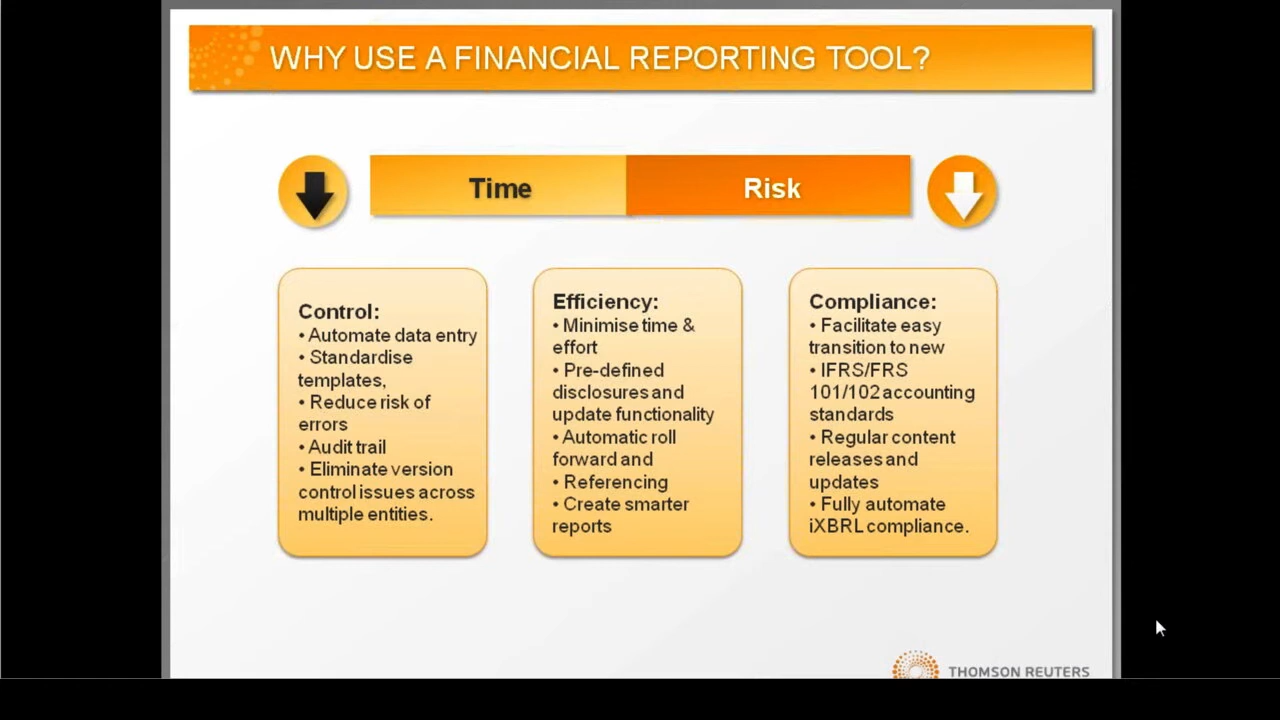 WHY USE A FINANCIAL REPORTING TOOL?
Time
Risk
Control:
• Automate data entry
• Standardise
templates,
• Reduce risk of
errors
• Audit trail
• Eliminate version
control issues across
multiple entities.
Efficiency:
• Minimise time &
effort
• Pre-defined
disclosures and
update functionality
• Automatic roll
forward and
• Referencing
• Create smarter
reports
Compliance:
• Facilitate easy
transition to new
• IFRS/FRS
101/102 accounting
standards
• Regular content
releases and
updates
• Fully automate
iXBRL compliance.
THOMSON REUTERS